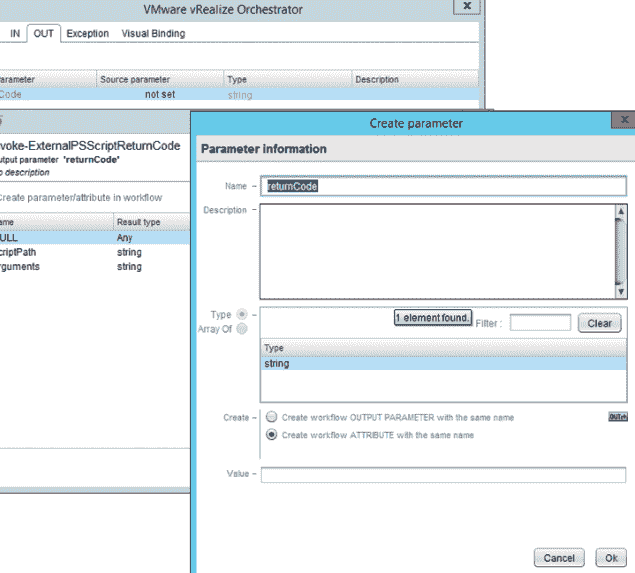 VMware vRealize Orchestrator
IN OUT Exception Visual Binding
arameter Source parameter Type Description
Code not set string
voke-ExternalPSScriptReturnCode
utput parameter 'returnCode'
o description
Create parameter/attribute in workflow
ame Result type
ULL Any
criptPath string
rguments string
Create parameter
Parameter information
Name returnCode
Description
Type
Array Of
1 element found.
Filter : Clear
Type
string
Create
Create workflow OUTPUT PARAMETER with the same name
OUT
Create workflow ATTRIBUTE with the same name
Value
Cancel Ok